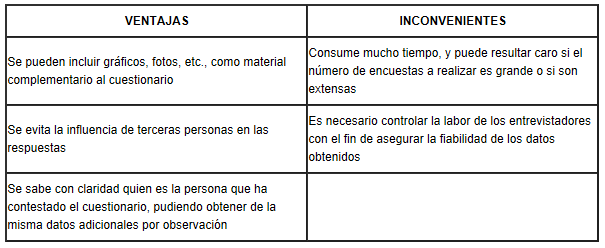 VENTAJAS
INCONVENIENTES
Se pueden incluir gráficos, fotos, etc., como material
complementario al cuestionario
Consume mucho tiempo, y puede resultar caro si el
número de encuestas a realizar es grande o si son
extensas
Se evita la influencia de terceras personas en las
respuestas
Es necesario controlar la labor de los entrevistadores
con el fin de asegurar la fiabilidad de los datos
obtenidos
Se sabe con claridad quien es la persona que ha
contestado el cuestionario, pudiendo obtener de la
misma datos adicionales por observación